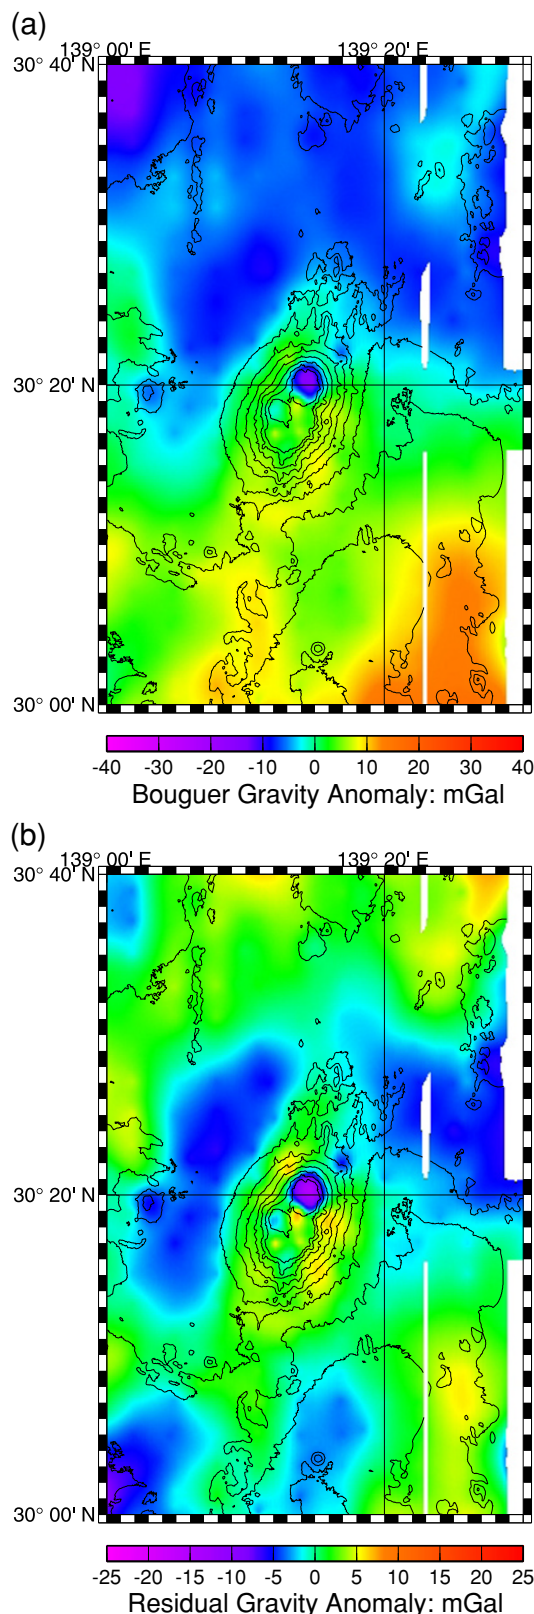 (a)
139° 00' E 139° 20' E
30° 40' N
30° 20' N
30° 00' N
-40 -30 -20 -10 0 10 20 30 40
Bouguer Gravity Anomaly: mGal
(b)
139° 00' E 139° 20' E
30° 40' N
30° 20' N
30° 00' N
-25 -20 -15 -10 -5 0 5 10 15 20 25
Residual Gravity Anomaly: mGal